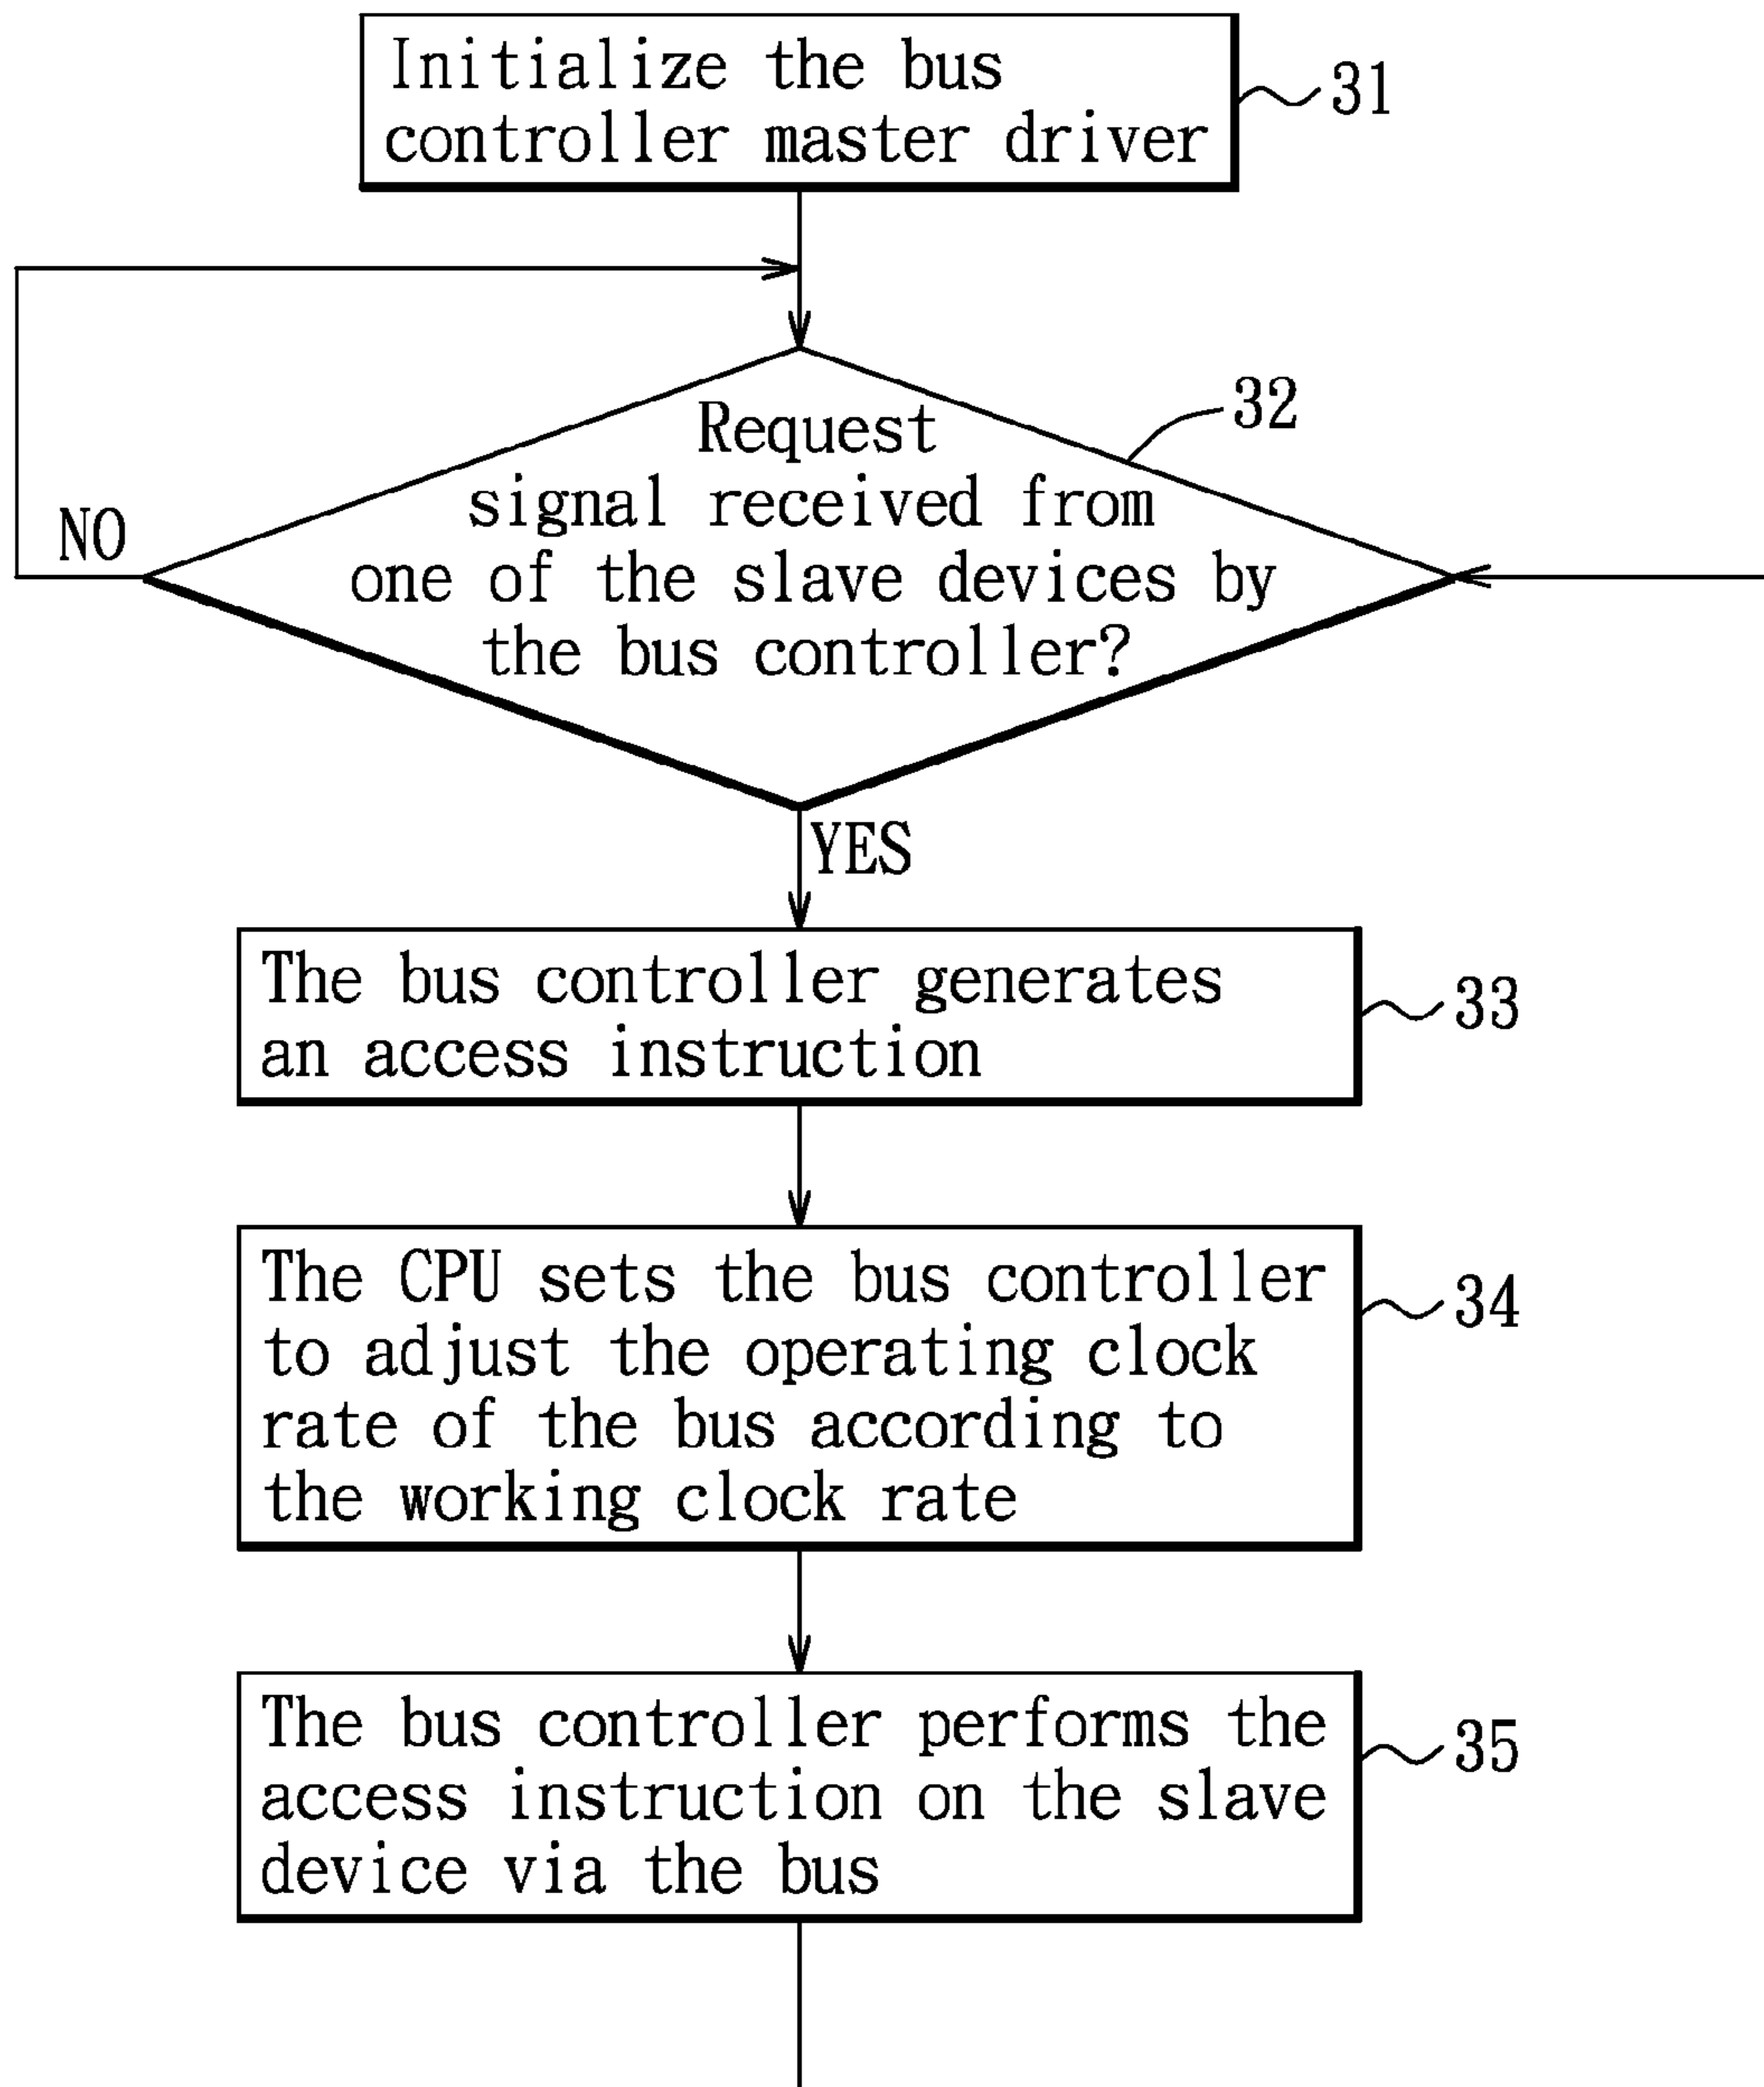 Initialize the bus
controller master driver
31
32
Request
signal received from
one of the slave devices by
the bus controller?
NO
YES
The bus controller generates
an access instruction
33
The CPU sets the bus controller
to adjust the operating clock
rate of the bus according to
the working clock rate
34
The bus controller performs the
access instruction on the slave
device via the bus
35